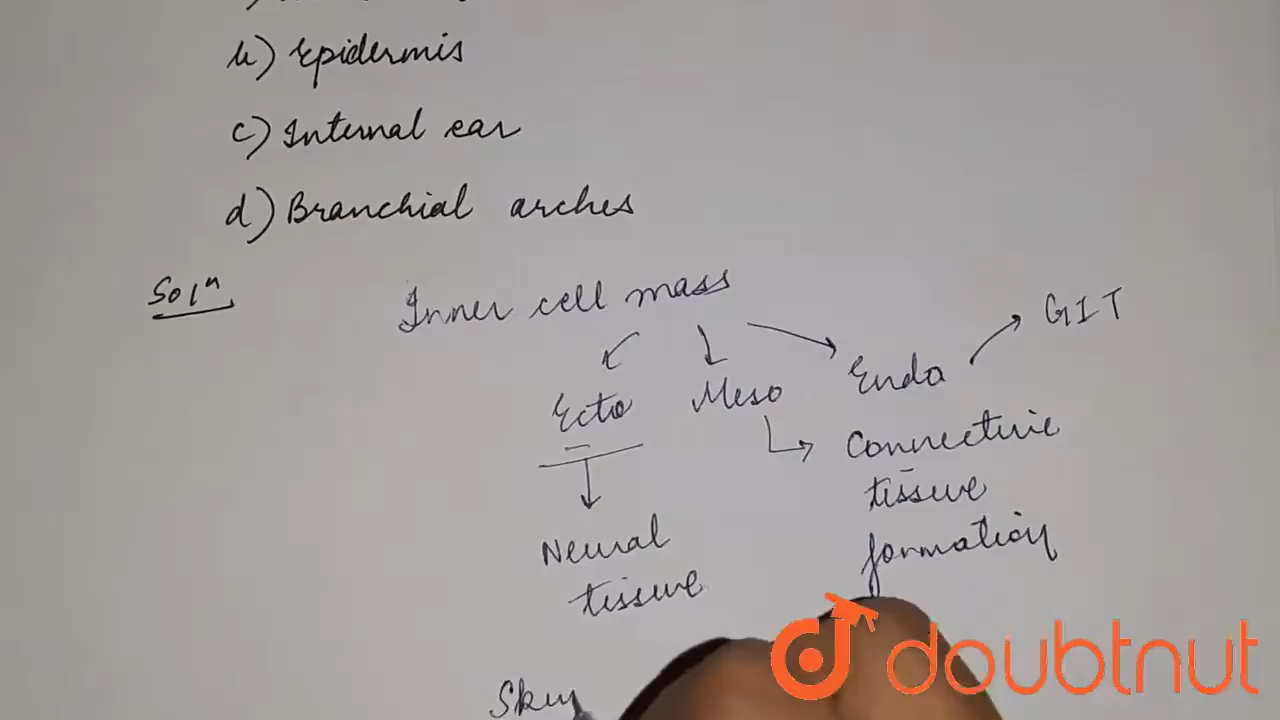 b) Epidermis
c) Internal ear
d) Branchial arches
Solⁿ
Inner cell mass
Ecto Meso Endo GIT
Neural
tissue
Connective
tissue
formation
Skin
doubtnut